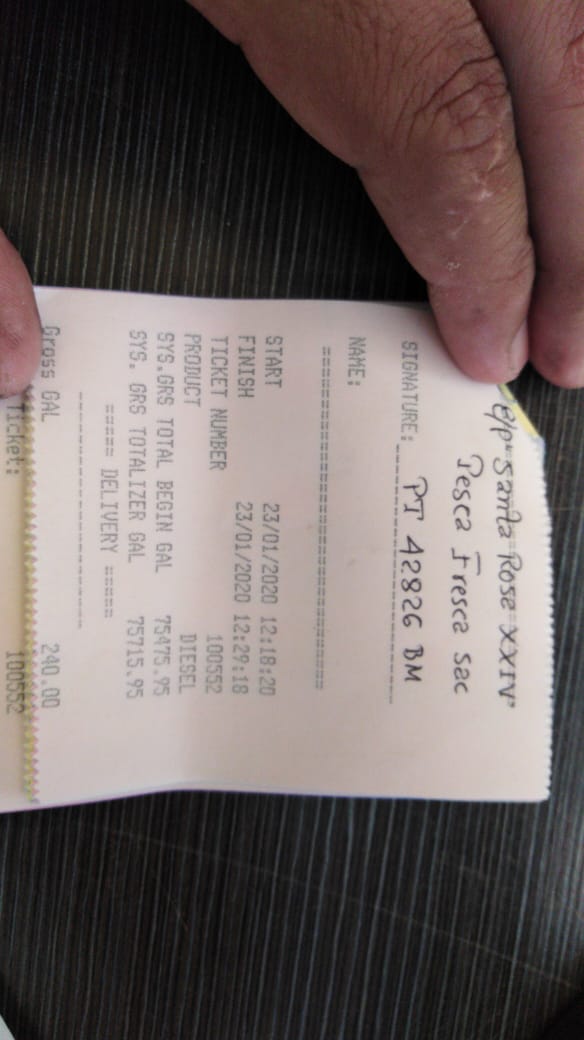 "Santa Rosa XXIV"
Pesca Fresca sac
SIGNATURE: PT 42826 BM
NAME:
START 23/01/2020 12:18:20
FINISH 23/01/2020 12:29:18
TICKET NUMBER 100552
PRODUCT DIESEL
SYS.GRS TOTAL BEGIN GAL 75475.95
SYS. GRS TOTALIZER GAL 75715.95
===== DELIVERY =====
Gross GAL 240.00
Ticket: 100552